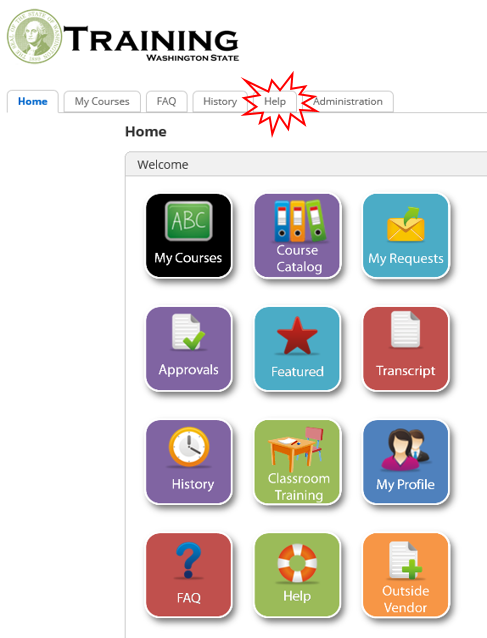 THE SEAL OF THE STATE OF WASHINGTON
1889
TRAINING
WASHINGTON STATE
Home My Courses FAQ History Help Administration
Home
Welcome
ABC
My Courses
Course
Catalog
My Requests
Approvals
Featured
Transcript
History
Classroom
Training
My Profile
?
FAQ
Help
Outside
Vendor